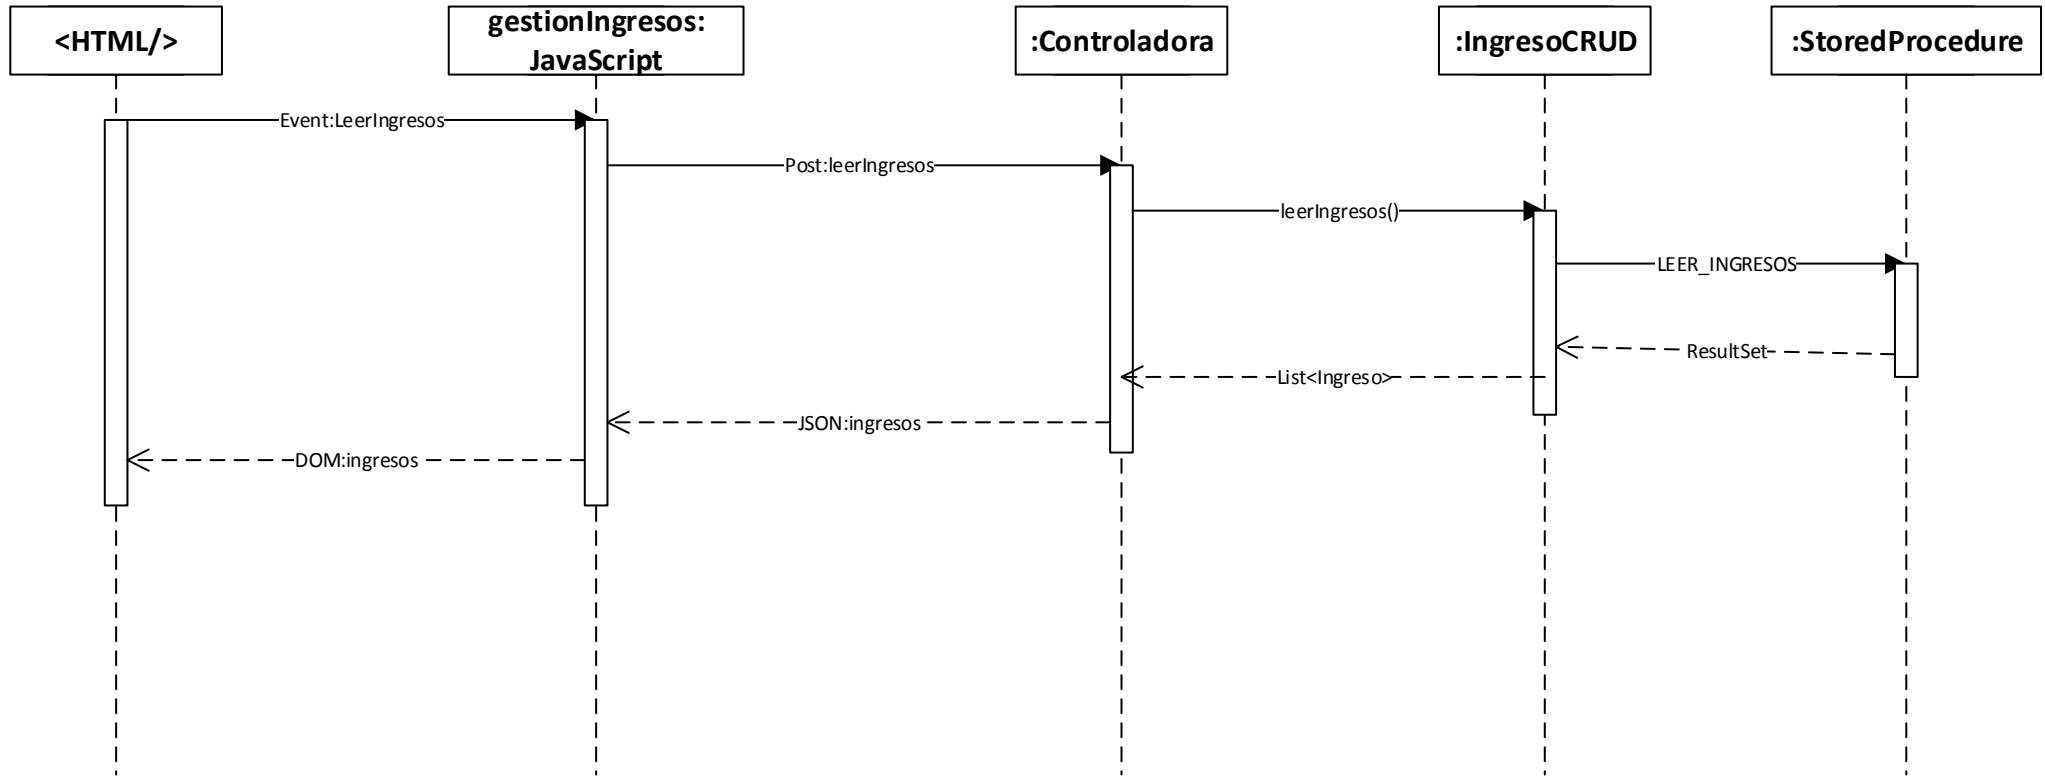 <HTML/>
gestionIngresos:
JavaScript
:Controladora
:IngresoCRUD
:StoredProcedure
Event:LeerIngresos
Post:leerIngresos
leerIngresos()
LEER_INGRESOS
ResultSet
List<Ingreso>
JSON:ingresos
DOM:ingresos